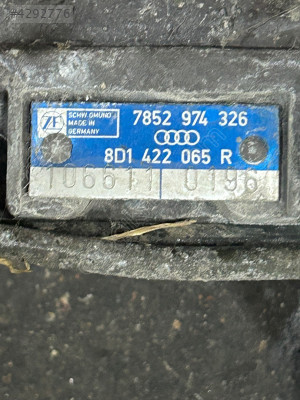 #4292776
ZF
SCHW. GMÜND
MADE IN
GERMANY
7852 974 326
8D1 422 065 R
106611 0196